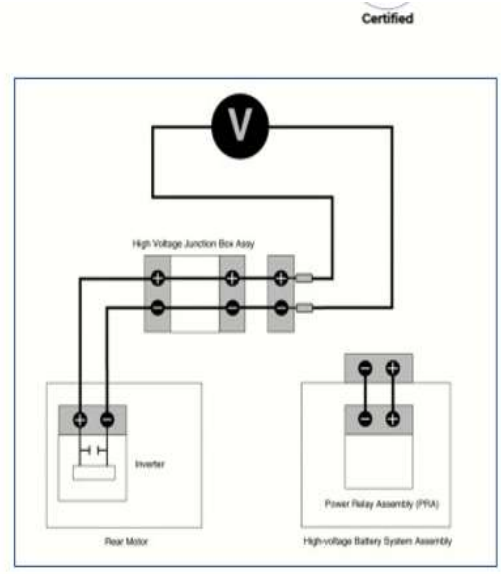 Certified
V
High Voltage Junction Box Assy
+ + +
− − −
− +
+ − − +
Inverter
Power Relay Assembly (PRA)
Rear Motor
High-voltage Battery System Assembly